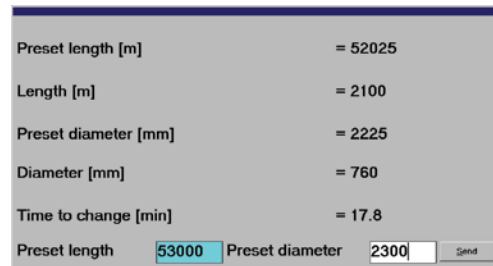 Preset length [m] = 52025
Length [m] = 2100
Preset diameter [mm] = 2225
Diameter [mm] = 760
Time to change [min] = 17.8
Preset length 53000 Preset diameter 2300 Send